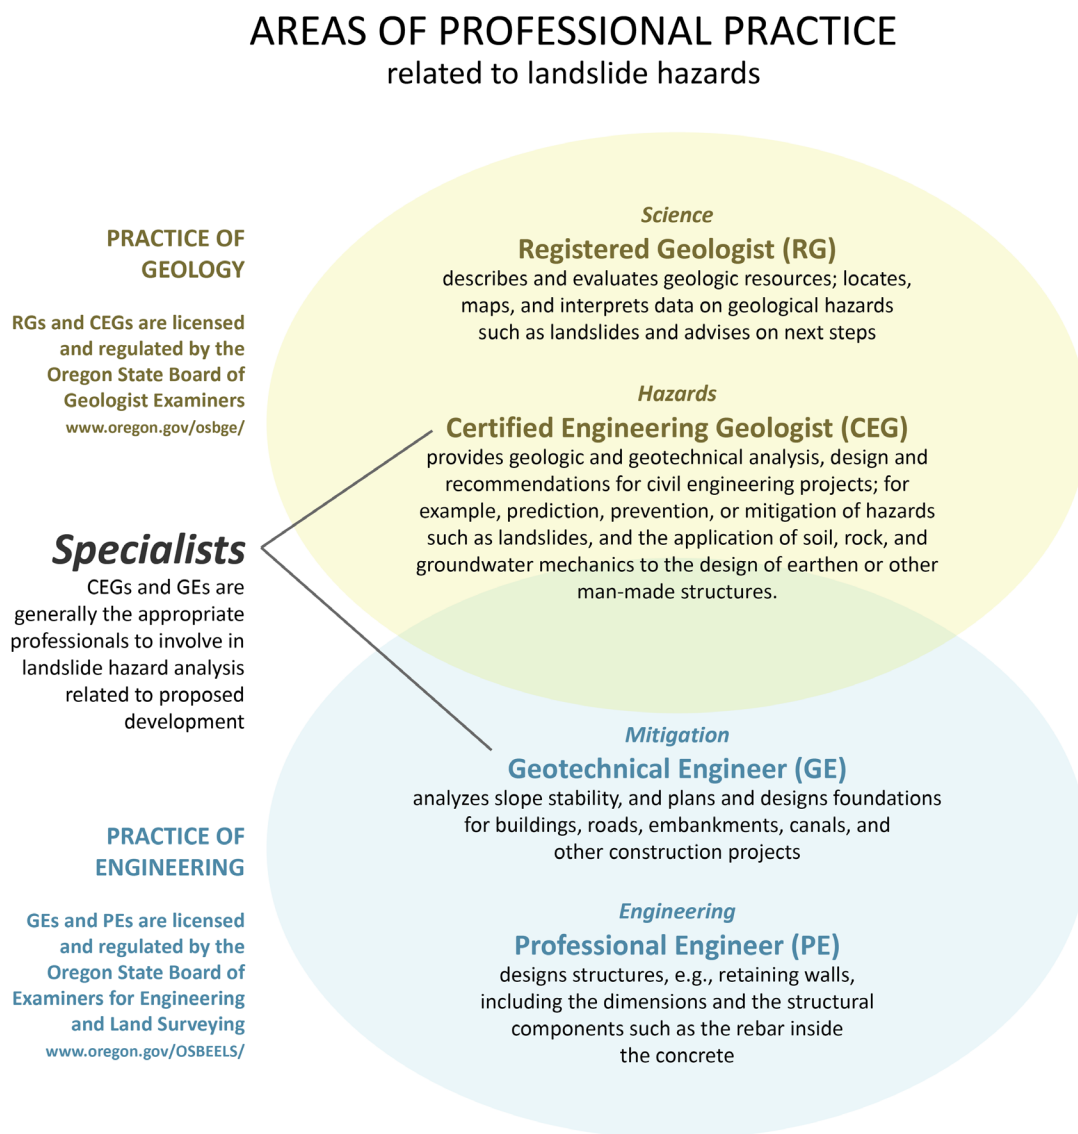 AREAS OF PROFESSIONAL PRACTICE
related to landslide hazards
PRACTICE OF
GEOLOGY
RGs and CEGs are licensed
and regulated by the
Oregon State Board of
Geologist Examiners
www.oregon.gov/osbge/
Science
Registered Geologist (RG)
describes and evaluates geologic resources; locates,
maps, and interprets data on geological hazards
such as landslides and advises on next steps
Hazards
Certified Engineering Geologist (CEG)
provides geologic and geotechnical analysis, design and
recommendations for civil engineering projects; for
example, prediction, prevention, or mitigation of hazards
such as landslides, and the application of soil, rock, and
groundwater mechanics to the design of earthen or other
man-made structures.
Specialists
CEGs and GEs are
generally the appropriate
professionals to involve in
landslide hazard analysis
related to proposed
development
Mitigation
Geotechnical Engineer (GE)
analyzes slope stability, and plans and designs foundations
for buildings, roads, embankments, canals, and
other construction projects
PRACTICE OF
ENGINEERING
GEs and PEs are licensed
and regulated by the
Oregon State Board of
Examiners for Engineering
and Land Surveying
www.oregon.gov/OSBEELS/
Engineering
Professional Engineer (PE)
designs structures, e.g., retaining walls,
including the dimensions and the structural
components such as the rebar inside
the concrete